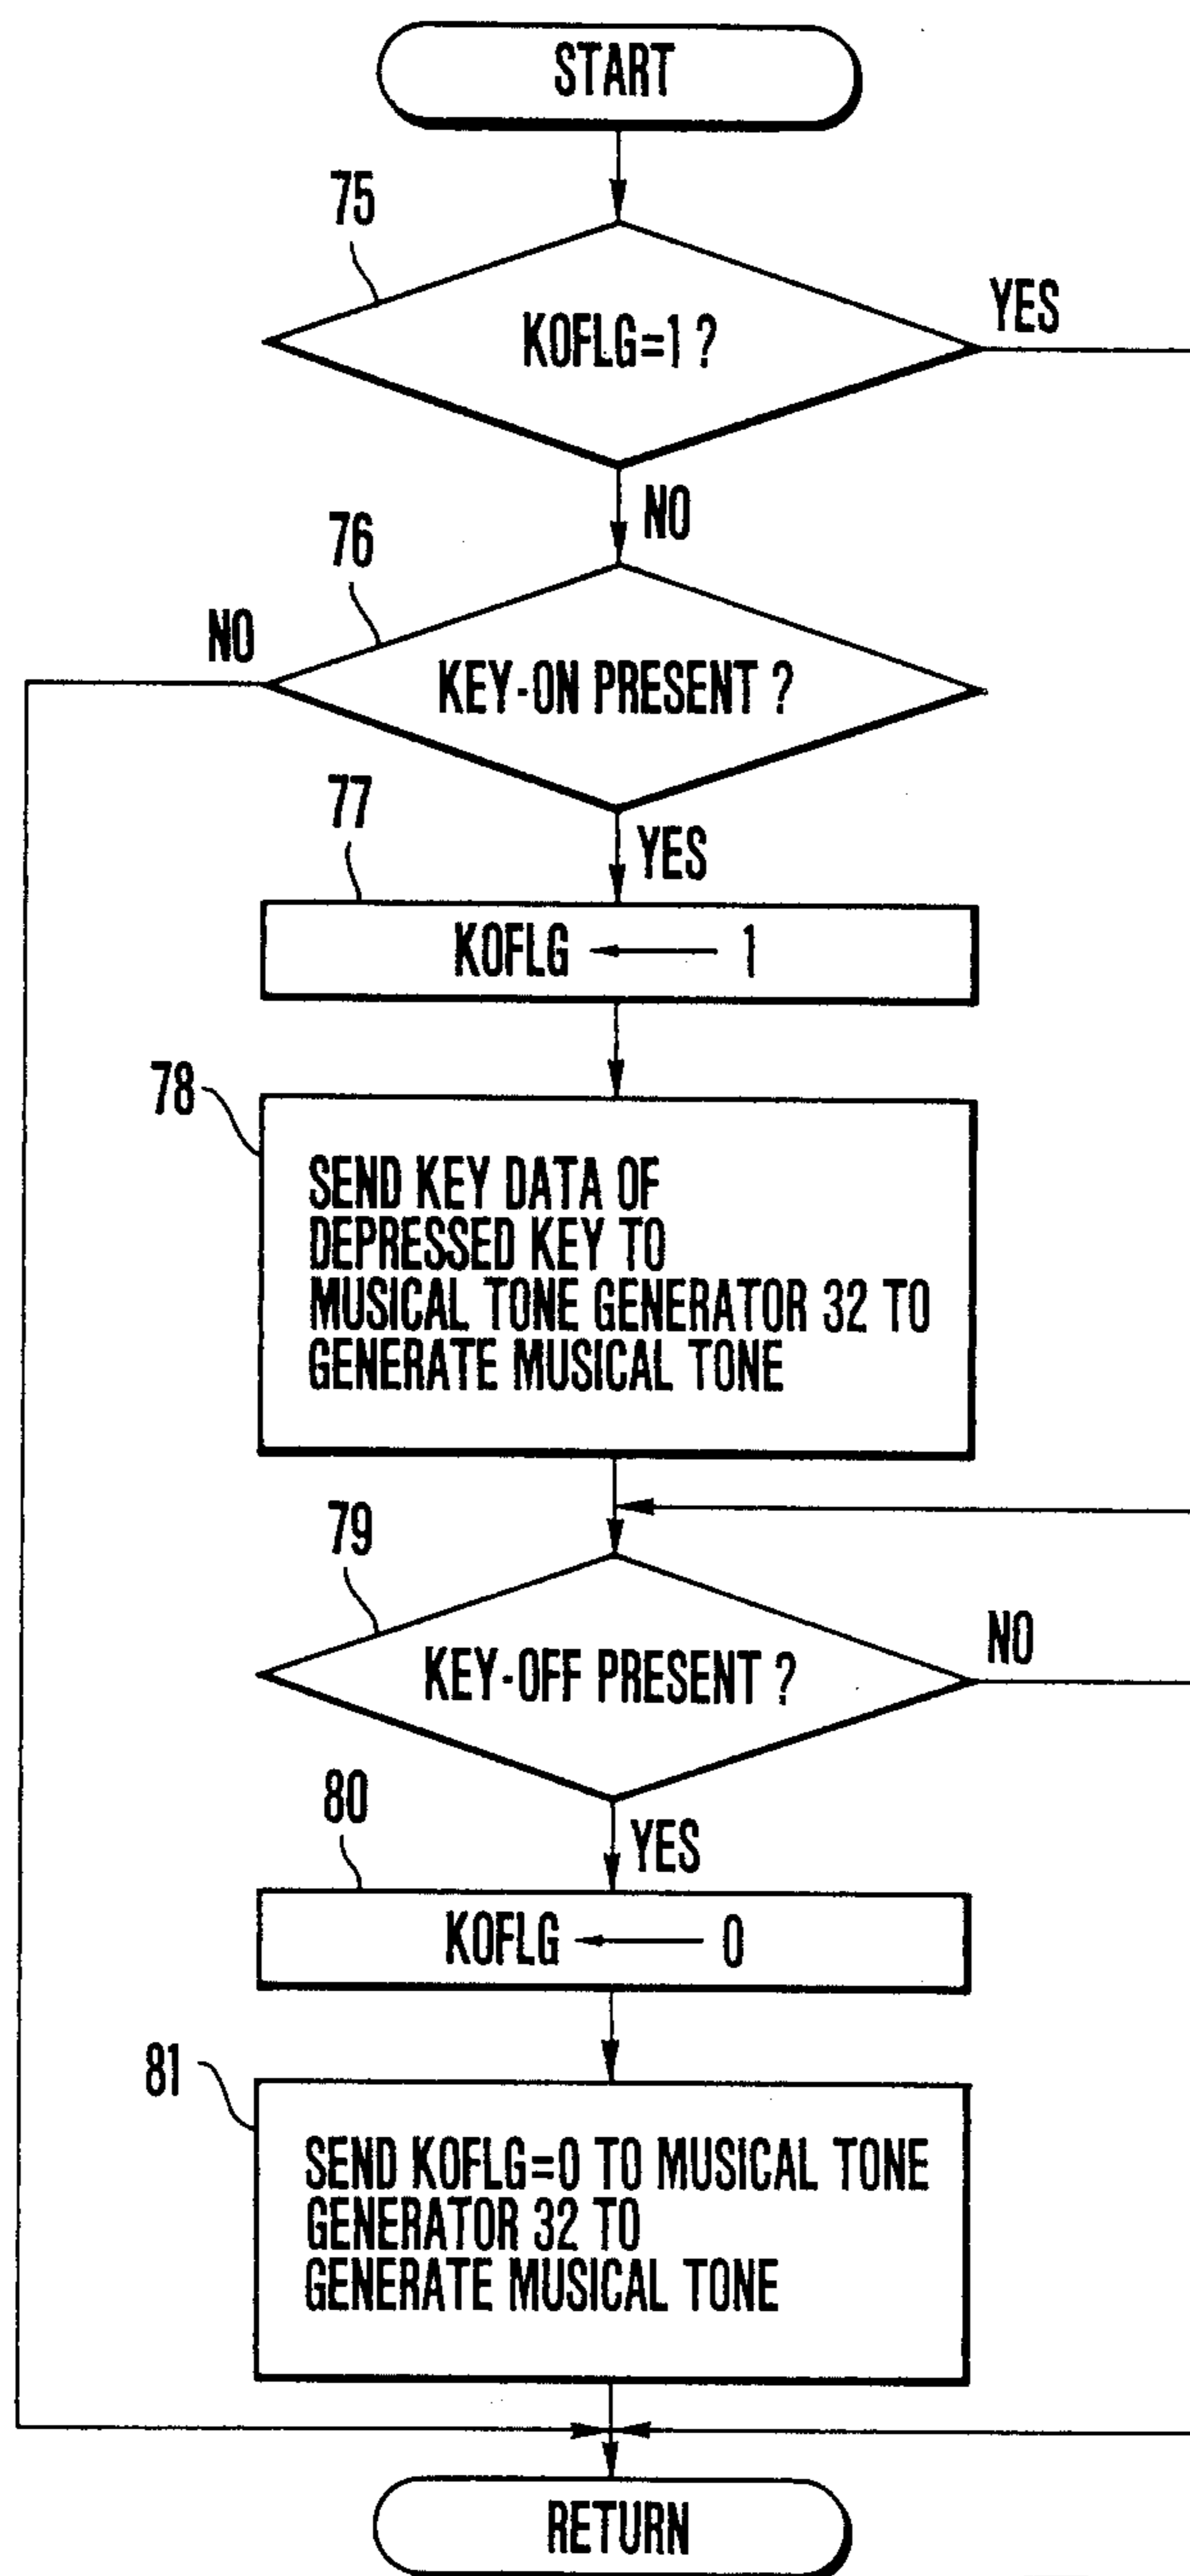 START
75
KOFLG=1 ?
YES
NO
76
NO
KEY-ON PRESENT ?
77
YES
KOFLG ← 1
78
SEND KEY DATA OF
DEPRESSED KEY TO
MUSICAL TONE GENERATOR 32 TO
GENERATE MUSICAL TONE
79
KEY-OFF PRESENT ?
NO
80
YES
KOFLG ← 0
81
SEND KOFLG=0 TO MUSICAL TONE
GENERATOR 32 TO
GENERATE MUSICAL TONE
RETURN